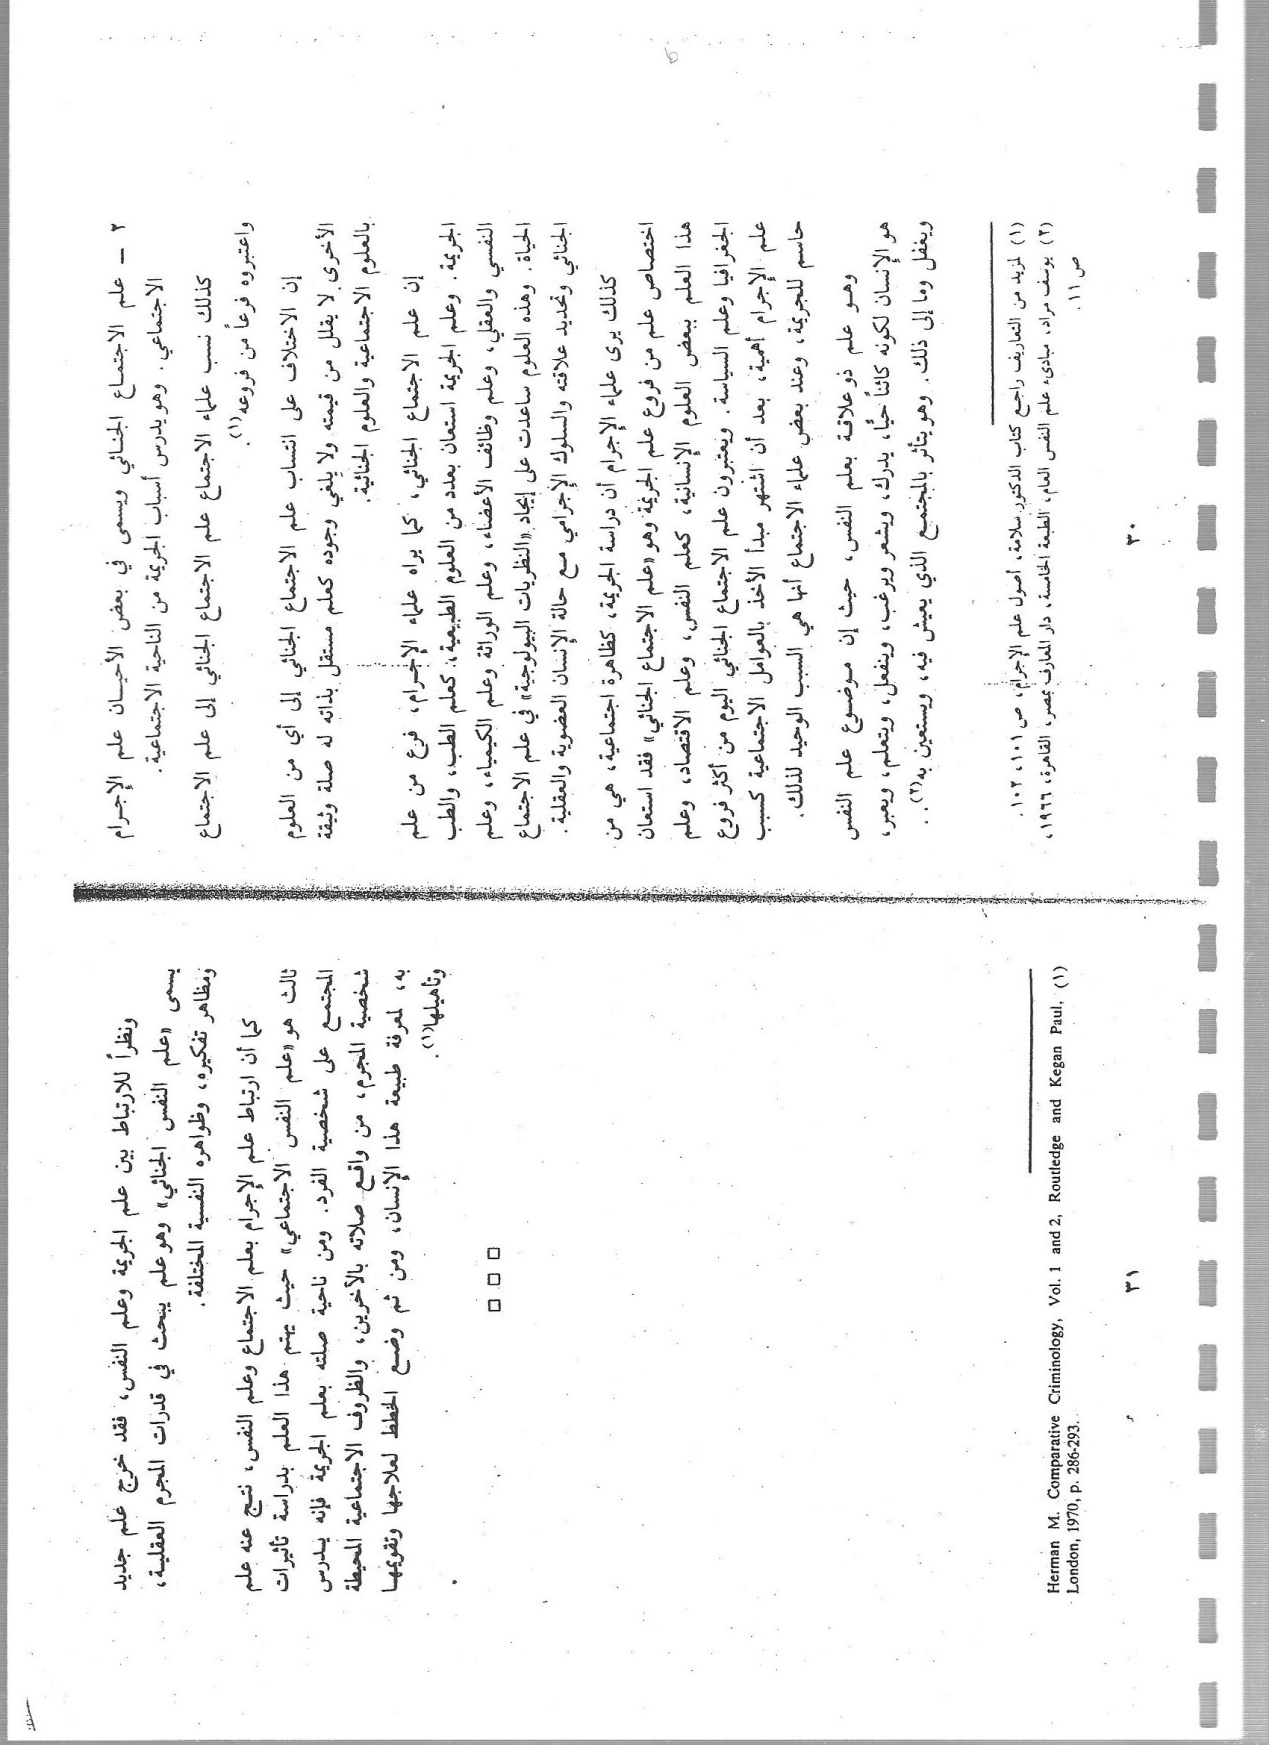 ٢ — علم الاجتماع الجنائي ويسمى في بعض الأحيان علم الإجرام
الاجتماعي. وهو يدرس أسباب الجريمة من الناحية الاجتماعية.
كذلك نسب علماء الاجتماع علم الاجتماع الجنائي إلى علم الاجتماع
واعتبروه فرعاً من فروعه(١).
إن الاختلاف على انتساب علم الاجتماع الجنائي إلى أي من العلوم
الأخرى لا يقلل من قيمته ولا يلغي وجوده كعلم مستقل بذاته له صلة وثيقة
بالعلوم الاجتماعية والعلوم الجنائية.
إن علم الاجتماع الجنائي، كما يراه علماء الإجرام، فرع من علم
الجريمة. وعلم الجريمة استعان بعدد من العلوم الطبيعية، كعلم الطب، والطب
النفسي والعقلي، وعلم وظائف الأعضاء، وعلم الوراثة وعلم الكيمياء، وعلم
الحياة. وهذه العلوم ساعدت على إيجاد «النظريات البيولوجية» في علم الاجتماع
الجنائي وتحديد علاقته والسلوك الإجرامي مع حالة الإنسان العضوية والعقلية.
كذلك يرى علماء الإجرام أن دراسة الجريمة، كظاهرة اجتماعية، هي من
اختصاص علم من فروع علم الجريمة وهو «علم الاجتماع الجنائي» فقد استعان
هذا العلم ببعض العلوم الإنسانية، كعلم النفس، وعلم الاقتصاد، وعلم
الجغرافيا وعلم السياسة. ويعتبرون علم الاجتماع الجنائي اليوم من أكثر فروع
علم الإجرام أهمية، بعد أن اشتهر مبدأ الأخذ بالعوامل الاجتماعية كسبب
حاسم للجريمة، وعند بعض علماء الاجتماع أنها هي السبب الوحيد لذلك.
وهو علم ذو علاقة بعلم النفس، حيث إن موضوع علم النفس
هو الإنسان لكونه كائناً حيًا، يدرك، ويشعر ويرغب، وينفعل، ويتعلم، ويعبر،
ويغفل وما إلى ذلك. وهو يتأثر بالمجتمع الذي يعيش فيه، ويستعين به(٢)..
(١) لمزيد من التعاريف راجع كتاب الدكتور سلامة، أصول علم الإجرام، ص ١٠١، ١٠٢.
(٢) يوسف مراد، مبادىء علم النفس العام، الطبعة الخامسة، دار المعارف بمصر، القاهرة، ١٩٦٦،
ص ١١.
٣٠
ونظراً للارتباط بين علم الجريمة وعلم النفس، فقد خرج علم جديد
يسمى «علم النفس الجنائي» وهو علم يبحث في قدرات المجرم العقلية،
ومظاهر تفكيره، وظواهره النفسية المختلفة.
كما أن ارتباط علم الإجرام بعلم الاجتماع وعلم النفس، نتج عنه علم
ثالث هو «علم النفس الاجتماعي» حيث يهتم هذا العلم بدراسة تأثيرات
المجتمع على شخصية الفرد. ومن ناحية صلته بعلم الجريمة فإنه يدرس
شخصية المجرم، من واقع صلاته بالآخرين، والظروف الاجتماعية المحيطة
به، لمعرفة طبيعة هذا الإنسان، ومن ثم وضع الخطط لعلاجها وتقويمها
وتأهيلها(١).
(١) Herman M. Comparative Criminology, Vol. 1 and 2, Routledge and Kegan Paul,
London, 1970, p. 286-293.
٣١